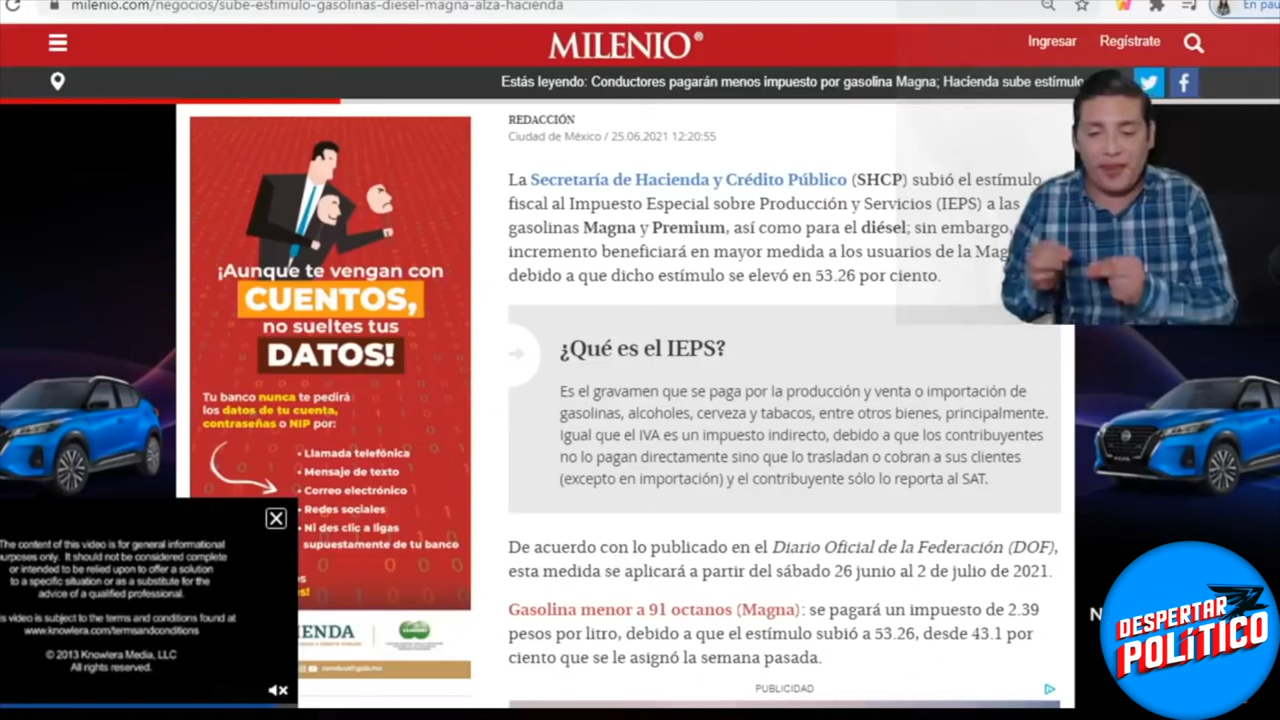 milenio.com/negocios/sube-estimulo-gasolinas-diesel-magna-alza-hacienda
En pau
MILENIO®
Ingresar
Regístrate
Estás leyendo: Conductores pagarán menos impuesto por gasolina Magna; Hacienda sube estímulo
REDACCIÓN
Ciudad de México / 25.06.2021 12:20:55
La Secretaría de Hacienda y Crédito Público (SHCP) subió el estímulo
fiscal al Impuesto Especial sobre Producción y Servicios (IEPS) a las
gasolinas Magna y Premium, así como para el diésel; sin embargo,
incremento beneficiará en mayor medida a los usuarios de la Mag
debido a que dicho estímulo se elevó en 53.26 por ciento.
¿Qué es el IEPS?
Es el gravamen que se paga por la producción y venta o importación de
gasolinas, alcoholes, cerveza y tabacos, entre otros bienes, principalmente.
Igual que el IVA es un impuesto indirecto, debido a que los contribuyentes
no lo pagan directamente sino que lo trasladan o cobran a sus clientes
(excepto en importación) y el contribuyente sólo lo reporta al SAT.
De acuerdo con lo publicado en el Diario Oficial de la Federación (DOF),
esta medida se aplicará a partir del sábado 26 junio al 2 de julio de 2021.
Gasolina menor a 91 octanos (Magna): se pagará un impuesto de 2.39
pesos por litro, debido a que el estímulo subió a 53.26, desde 43.1 por
ciento que se le asignó la semana pasada.
PUBLICIDAD
¡Aunque te vengan con
CUENTOS,
no sueltes tus
DATOS!
Tu banco nunca te pedirá
los datos de tu cuenta,
contraseñas o NIP por:
• Llamada telefónica
• Mensaje de texto
• Correo electrónico
• Redes sociales
• Ni des clic a ligas
supuestamente de tu banco
IENDA
The content of this video is for general informational
urposes only. It should not be considered complete
or intended to be relied upon to offer a solution
to a specific situation or as a substitute for the
advice of a qualified professional.
is video is subject to the terms and conditions found at
www.knowlera.com/termsandconditions
© 2013 Knowlera Media, LLC
All rights reserved.
N
DESPERTAR
POLÍTICO